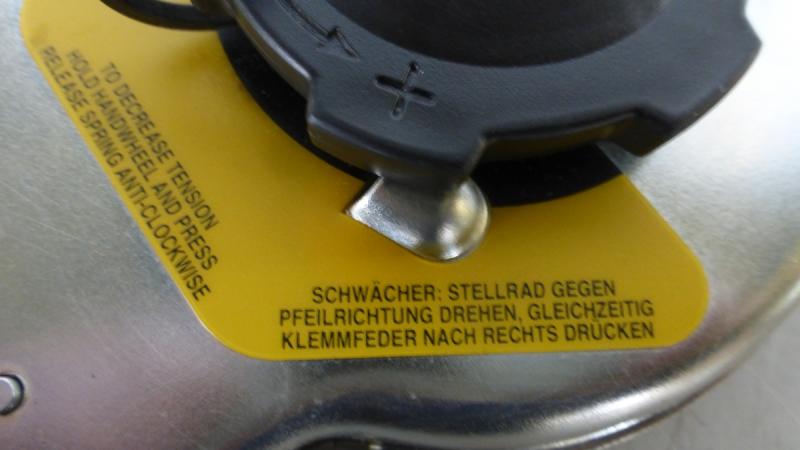 TO DECREASE TENSION
HOLD HANDWHEEL AND PRESS
RELEASE SPRING ANTI-CLOCKWISE
+
SCHWÄCHER: STELLRAD GEGEN
PFEILRICHTUNG DREHEN, GLEICHZEITIG
KLEMMFEDER NACH RECHTS DRÜCKEN